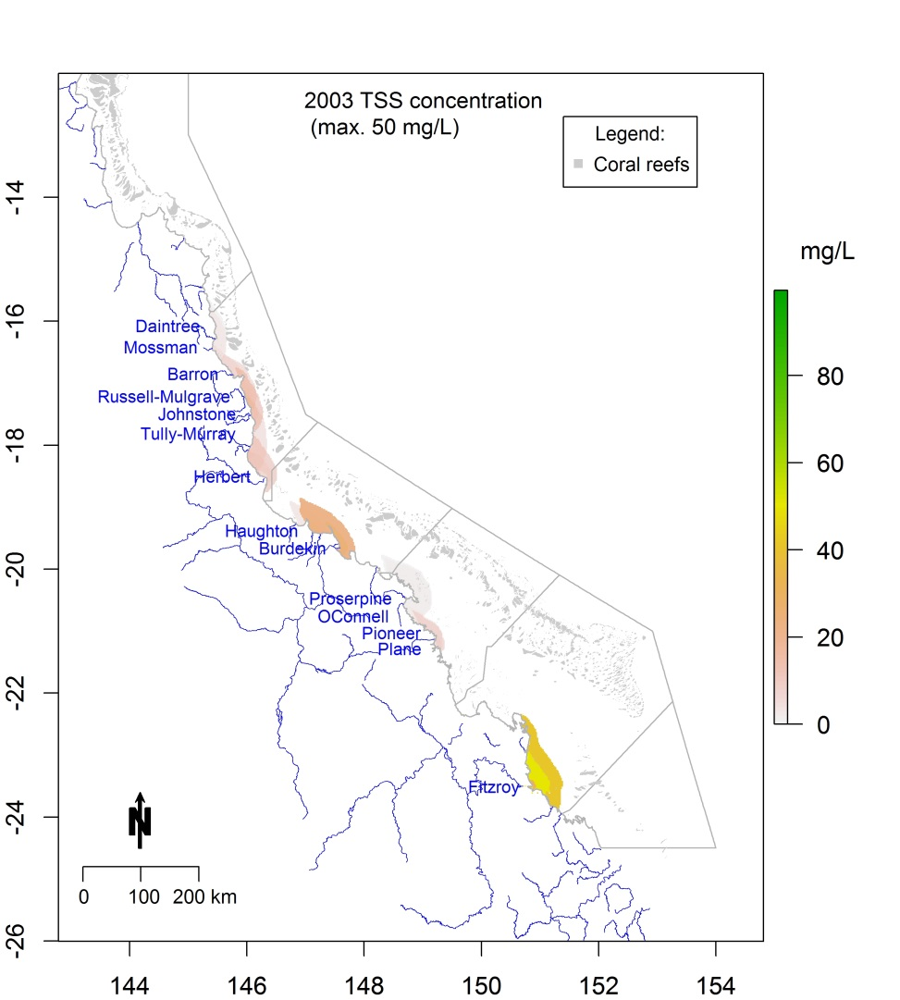 2003 TSS concentration
(max. 50 mg/L)
Legend:
Coral reefs
mg/L
80
60
40
20
0
-14
-16
-18
-20
-22
-24
-26
Daintree
Mossman
Barron
Russell-Mulgrave
Johnstone
Tully-Murray
Herbert
Haughton
Burdekin
Proserpine
OConnell
Pioneer
Plane
Fitzroy
N
0 100 200 km
144 146 148 150 152 154